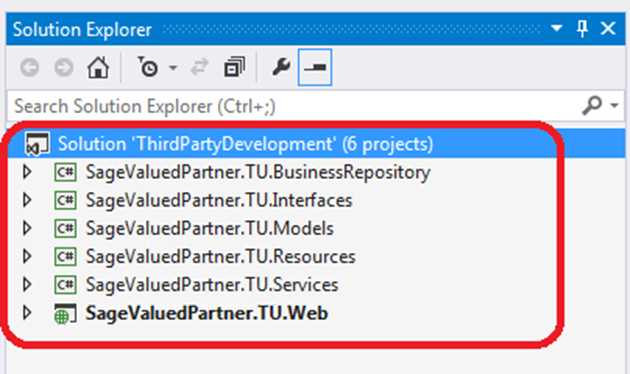 Solution Explorer
Search Solution Explorer (Ctrl+;)
Solution 'ThirdPartyDevelopment' (6 projects)
C# SageValuedPartner.TU.BusinessRepository
C# SageValuedPartner.TU.Interfaces
C# SageValuedPartner.TU.Models
C# SageValuedPartner.TU.Resources
C# SageValuedPartner.TU.Services
SageValuedPartner.TU.Web